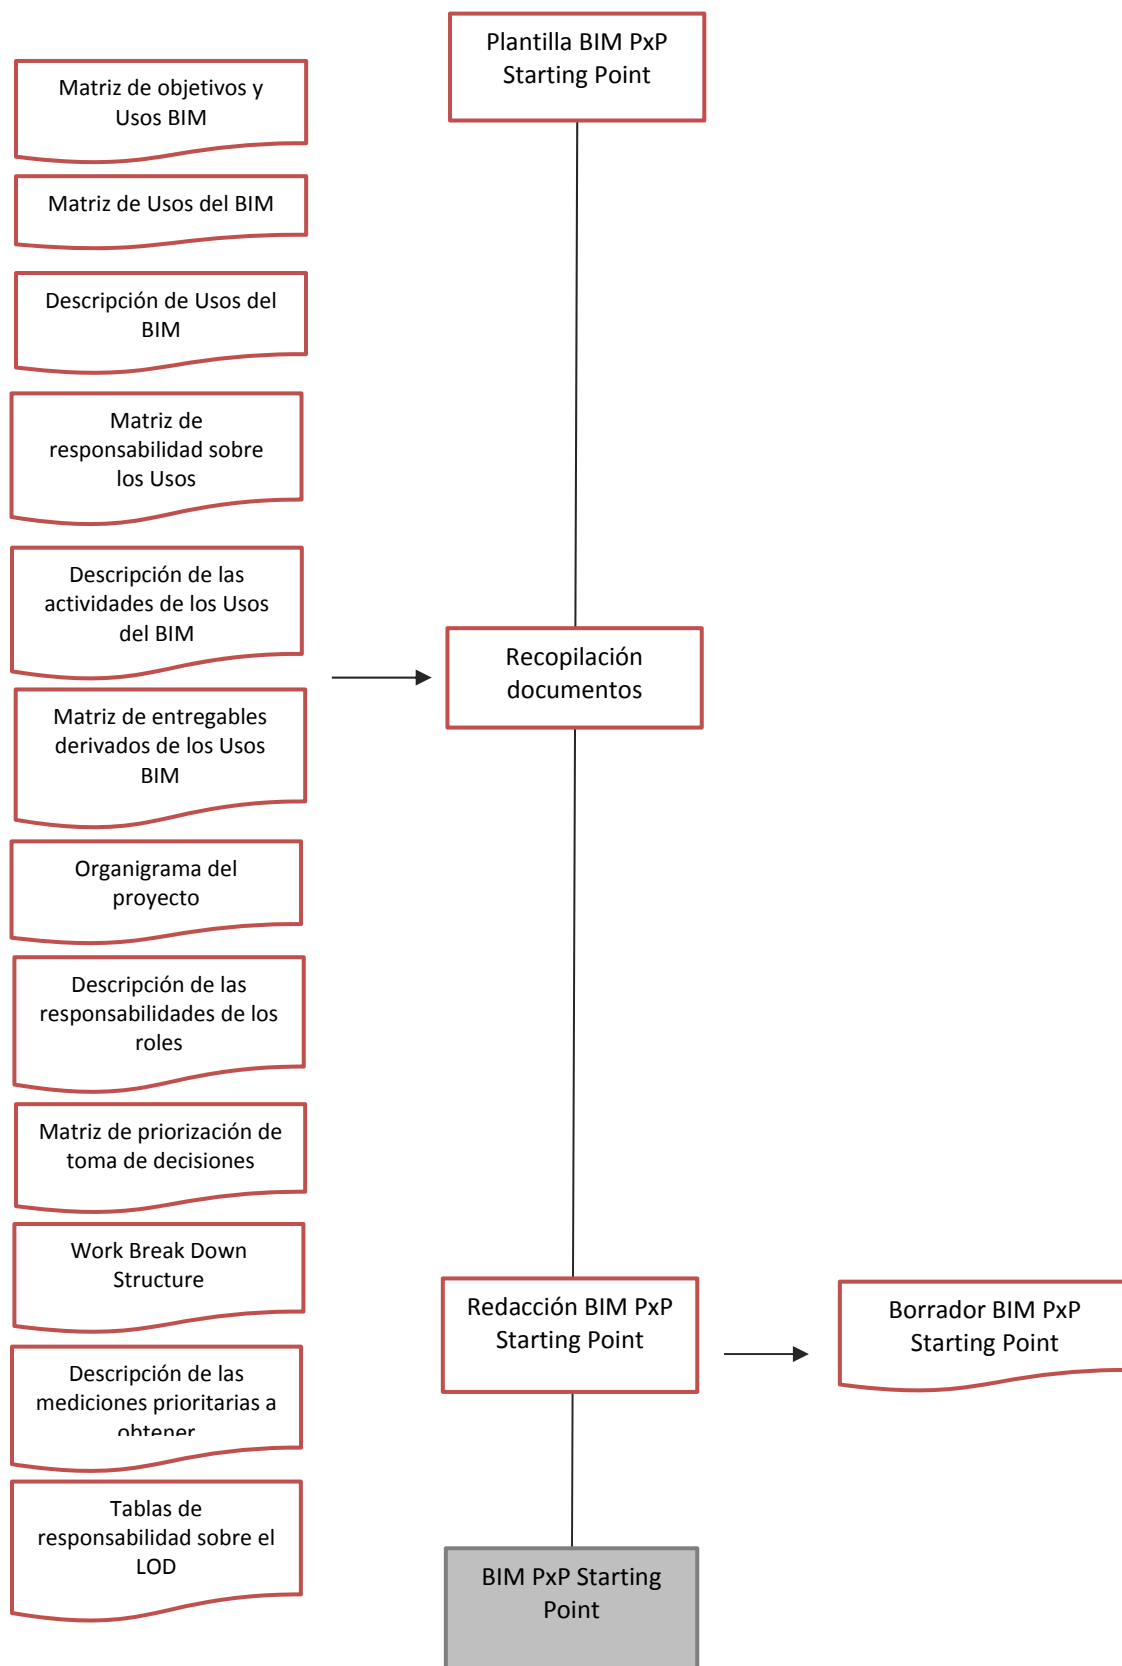 Plantilla BIM PxP
Starting Point
Matriz de objetivos y
Usos BIM
Matriz de Usos del BIM
Descripción de Usos del
BIM
Matriz de
responsabilidad sobre
los Usos
Descripción de las
actividades de los Usos
del BIM
Matriz de entregables
derivados de los Usos
BIM
Recopilación
documentos
Organigrama del
proyecto
Descripción de las
responsabilidades de los
roles
Matriz de priorización de
toma de decisiones
Work Break Down
Structure
Descripción de las
mediciones prioritarias a
obtener
Tablas de
responsabilidad sobre el
LOD
Redacción BIM PxP
Starting Point
Borrador BIM PxP
Starting Point
BIM PxP Starting
Point